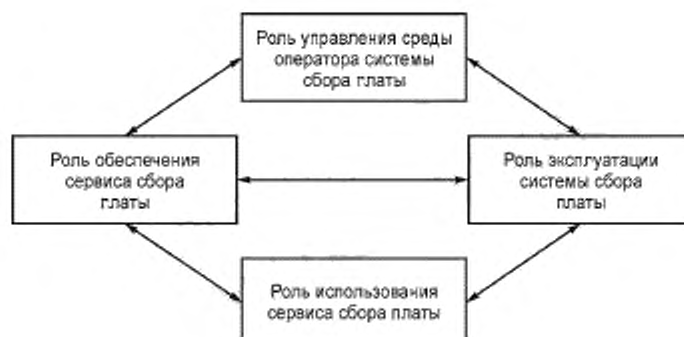 Роль управления среды
оператора системы
сбора платы
Роль обеспечения
сервиса сбора
платы
Роль эксплуатации
системы сбора
платы
Роль использования
сервиса сбора платы